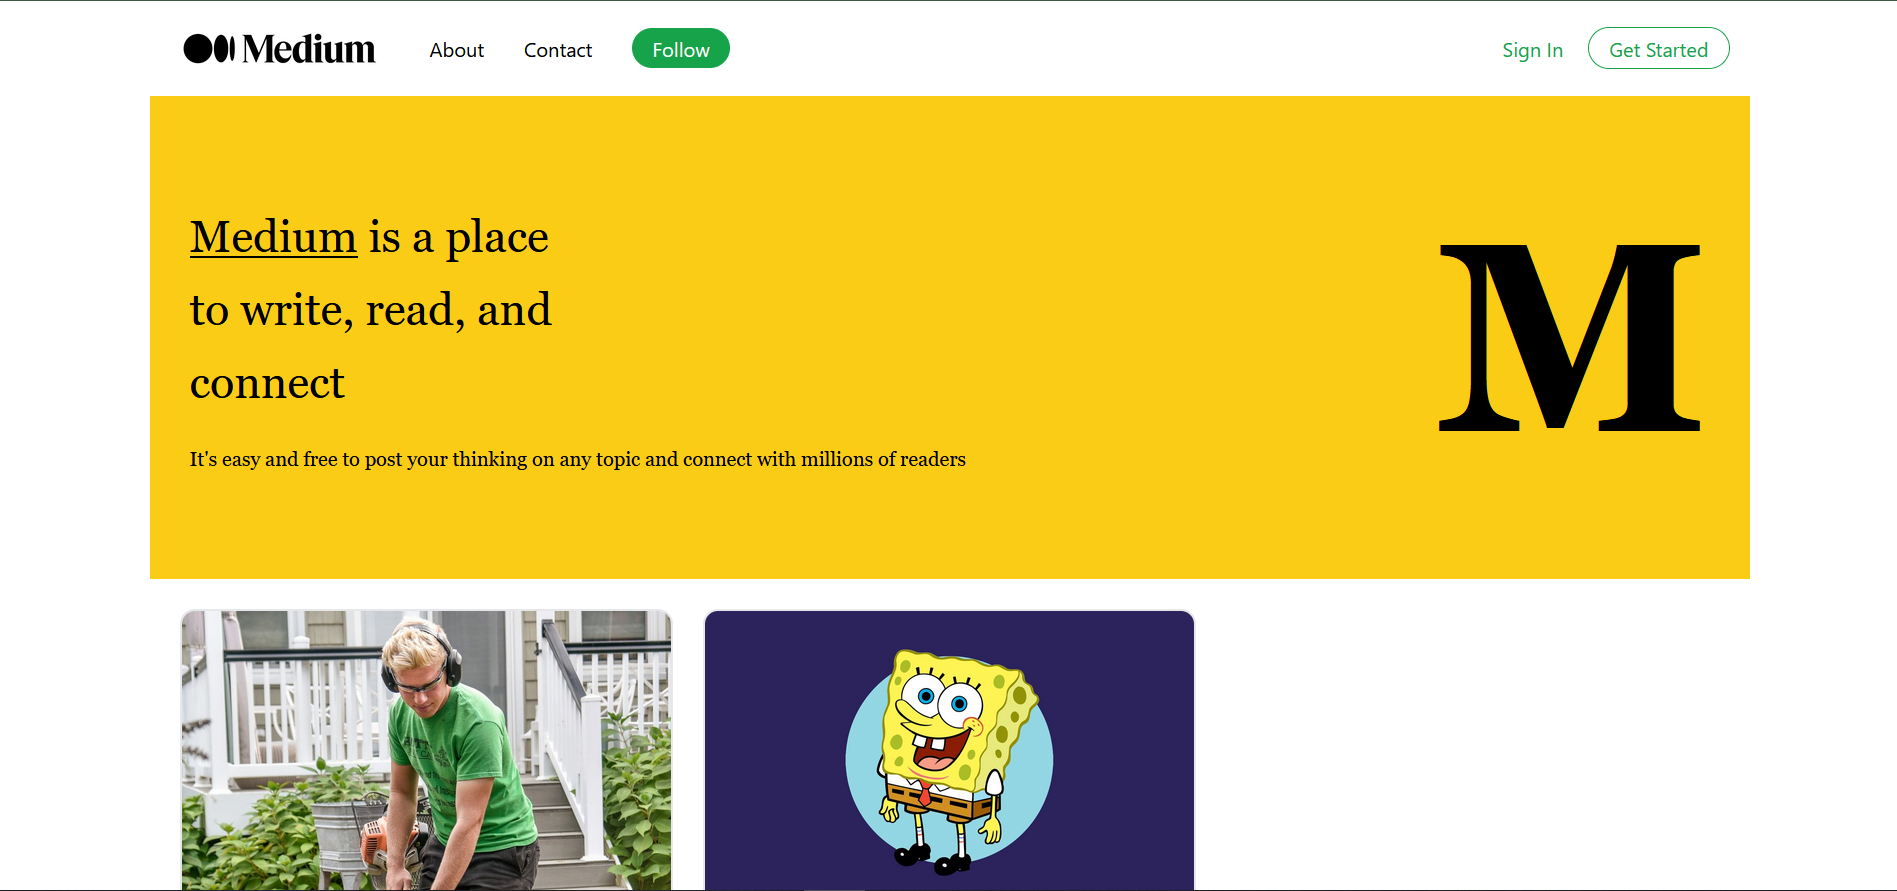 Medium
About
Contact
Follow
Sign In
Get Started
Medium is a place
to write, read, and
connect
It's easy and free to post your thinking on any topic and connect with millions of readers
M